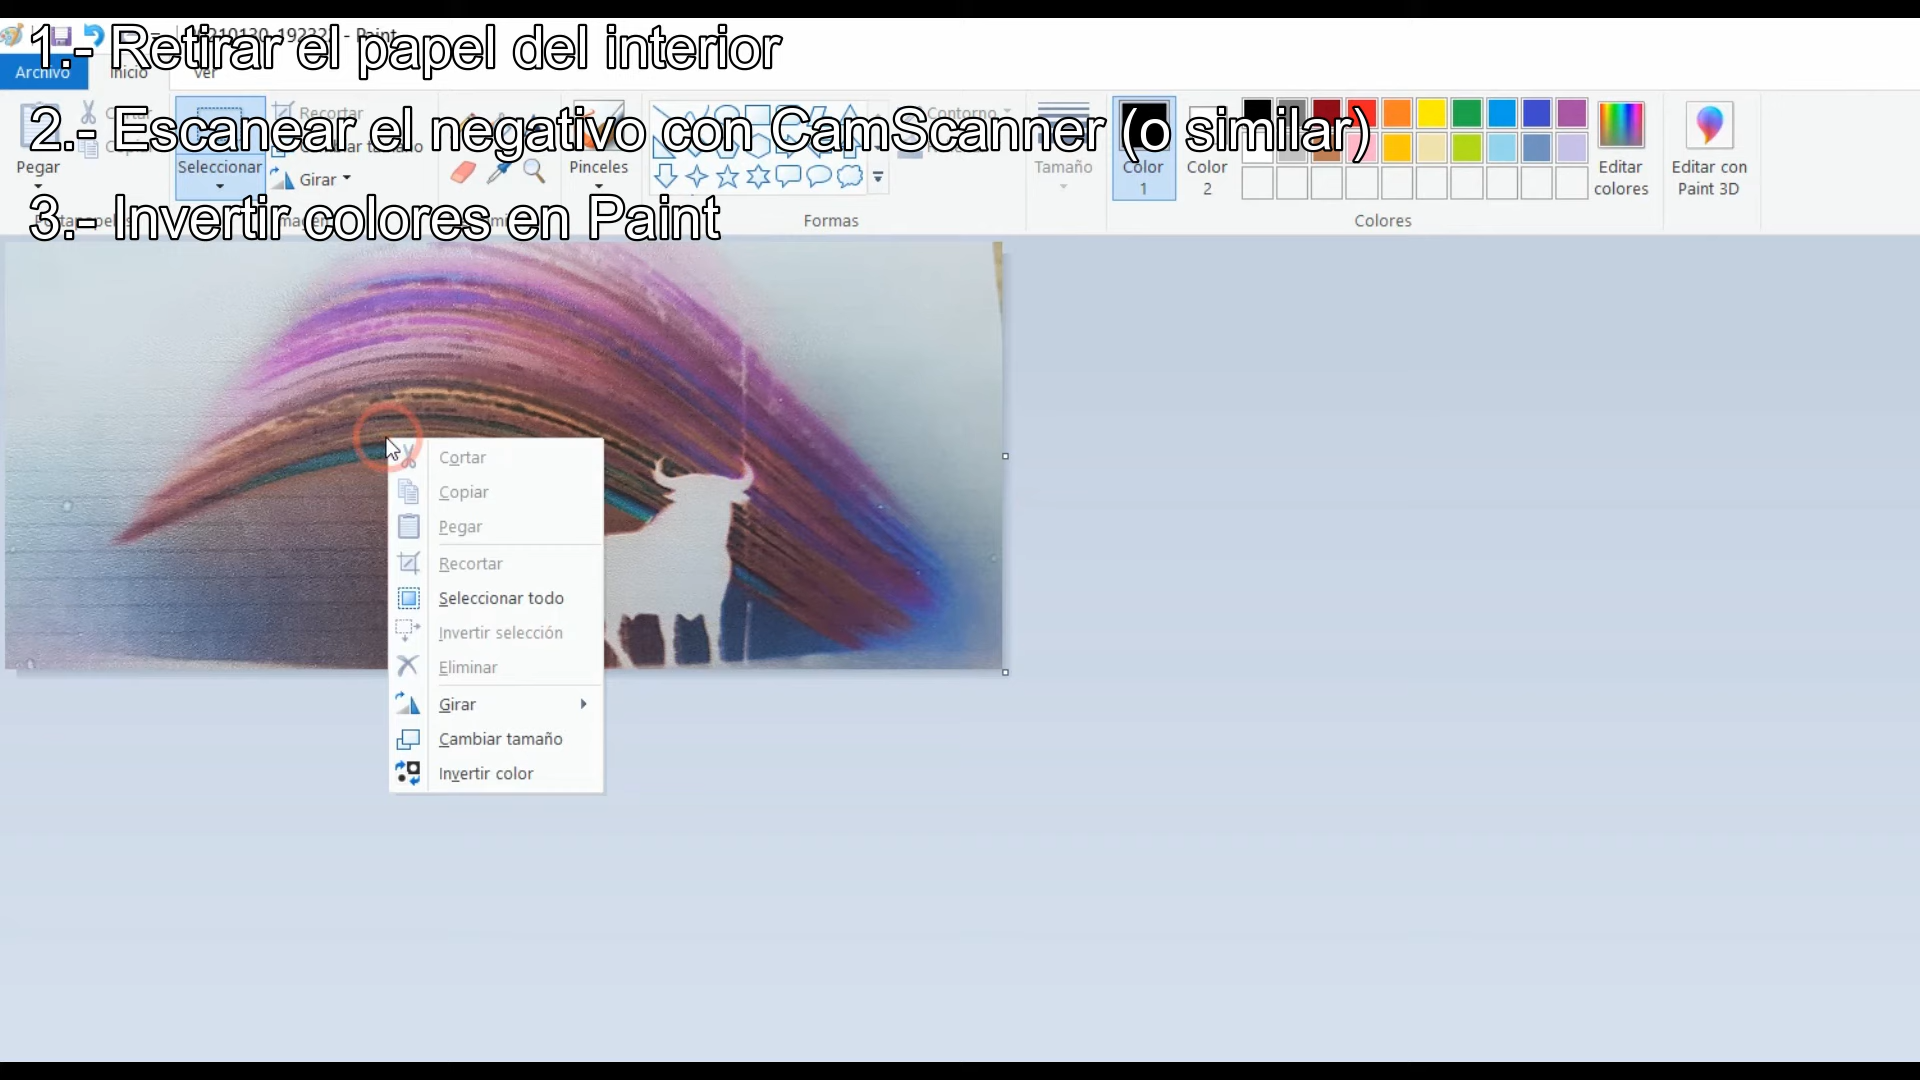 1.- Retirar el papel del interior
Archivo
Inicio
Ver
2.- Escanear el negativo con CamScanner (o similar)
Recortar
Contorno
Pegar
Seleccionar
Girar
Pinceles
Tamaño
Color
1
Color
2
Editar
colores
Editar con
Paint 3D
3.- Invertir colores en Paint
Formas
Colores
Cortar
Copiar
Pegar
Recortar
Seleccionar todo
Invertir selección
Eliminar
Girar
Cambiar tamaño
Invertir color